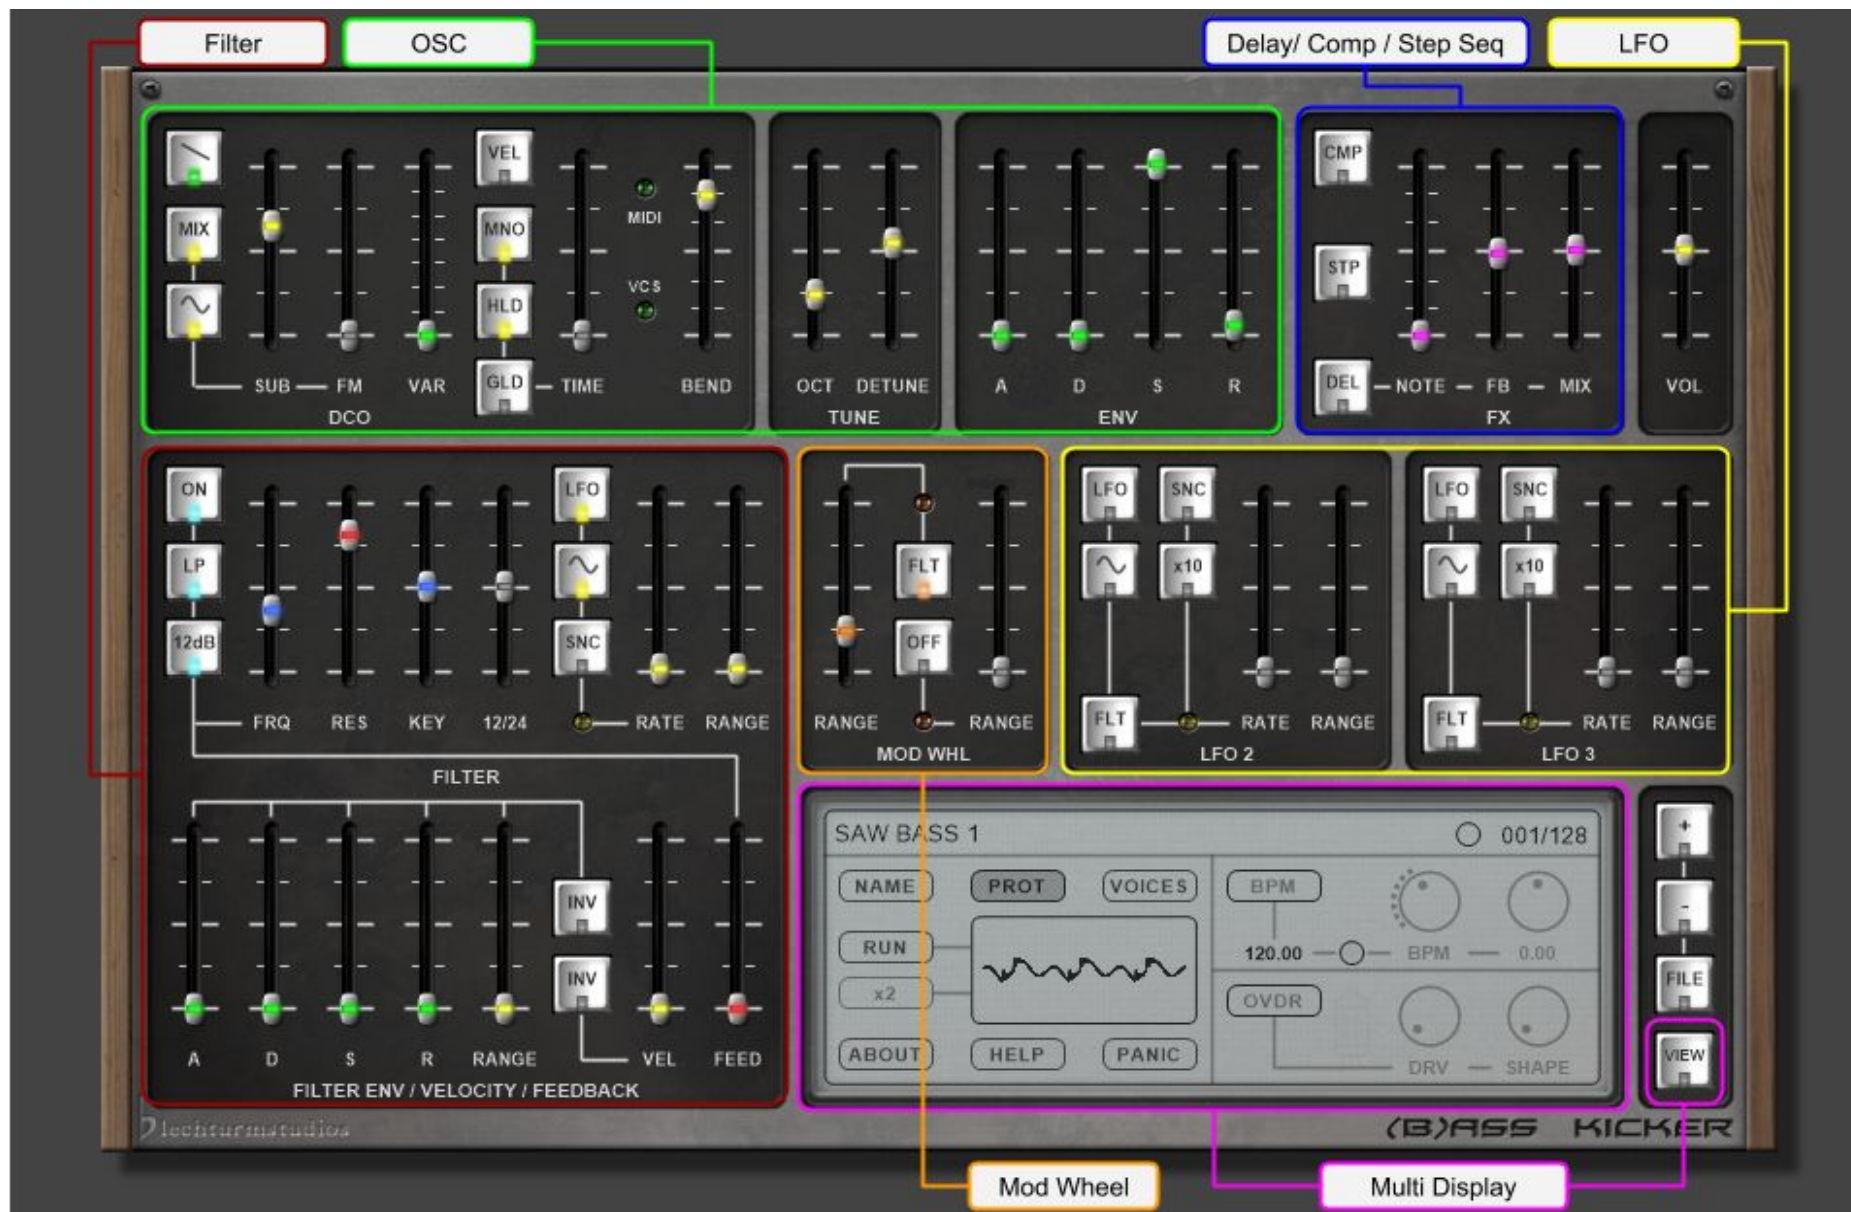 Filter
OSC
Delay/ Comp / Step Seq
LFO
MIX
VEL
MNO
HLD
GLD
MIDI
VCS
SUB
FM
VAR
TIME
BEND
DCO
OCT DETUNE
TUNE
A D S R
ENV
CMP
STP
DEL
NOTE FB MIX
FX
VOL
ON
LP
12dB
LFO
SNC
FRQ RES KEY 12/24 RATE RANGE
FILTER
INV
INV
A D S R RANGE VEL FEED
FILTER ENV / VELOCITY / FEEDBACK
FLT
OFF
RANGE RANGE
MOD WHL
LFO SNC
x10
FLT RATE RANGE
LFO 2
LFO SNC
x10
FLT RATE RANGE
LFO 3
SAW BASS 1 001/128
NAME PROT VOICES BPM
RUN 120.00 BPM 0.00
x2 OVDR
ABOUT HELP PANIC DRV SHAPE
+
-
FILE
VIEW
lechturmstudios
(B)ASS KICKER
Mod Wheel
Multi Display